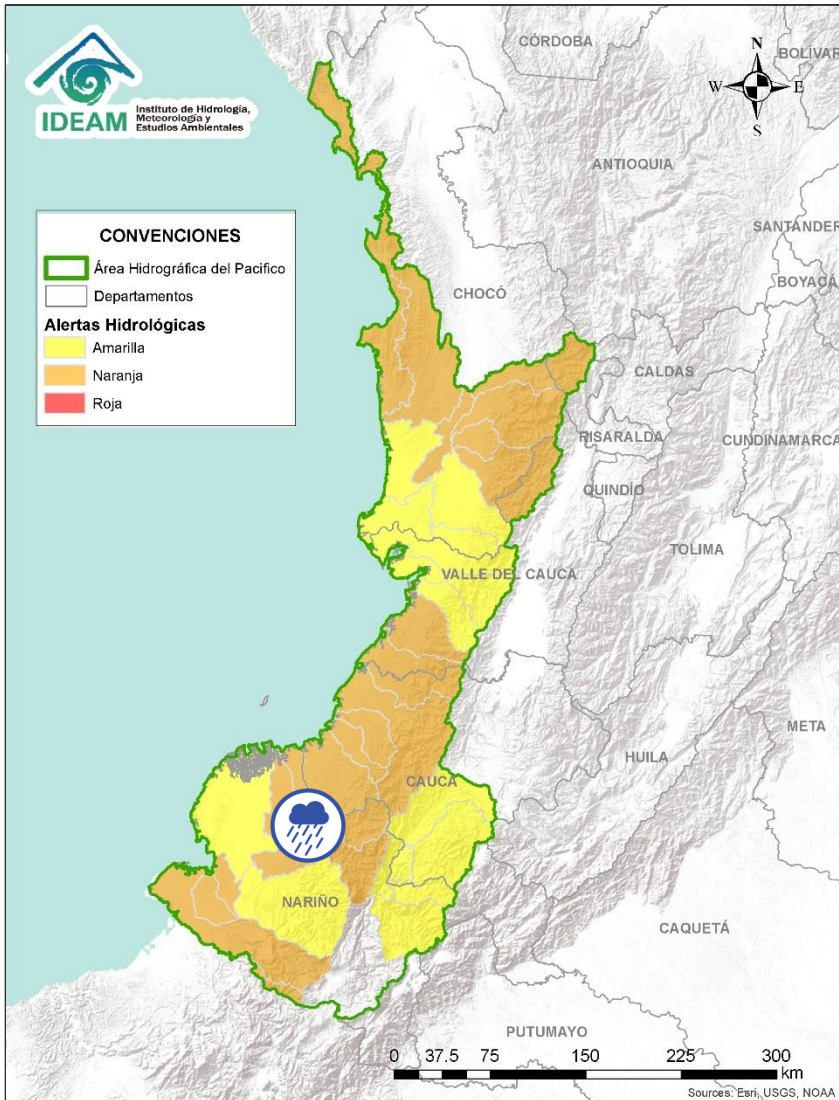 IDEAM
Instituto de Hidrología,
Meteorología y
Estudios Ambientales
CONVENCIONES
Área Hidrográfica del Pacifico
Departamentos
Alertas Hidrológicas
Amarilla
Naranja
Roja
N
W
E
S
CÓRDOBA
BOLÍVAR
ANTIOQUIA
SANTANDER
BOYACÁ
CHOCÓ
CALDAS
RISARALDA
CUNDINAMARCA
QUINDÍO
TOLIMA
VALLE DEL CAUCA
META
HUILA
CAUCA
NARIÑO
CAQUETÁ
PUTUMAYO
0 37.5 75 150 225 300
km
Sources: Esri, USGS, NOAA